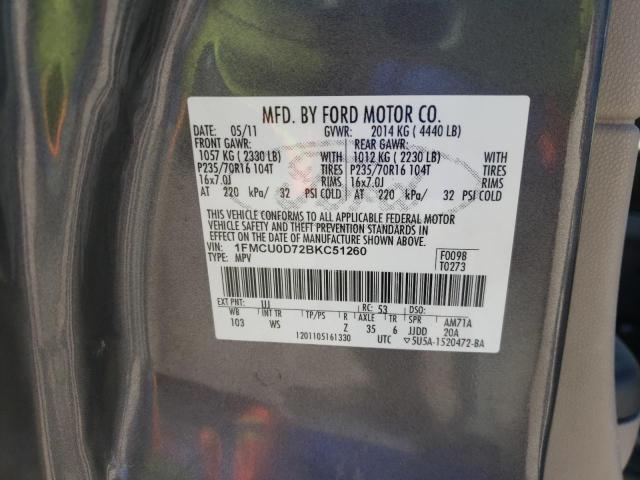 MFD. BY FORD MOTOR CO.
DATE: 05/11 GVWR: 2014 KG ( 4440 LB)
FRONT GAWR: REAR GAWR:
1057 KG ( 2330 LB) WITH 1012 KG ( 2230 LB) WITH
P235/70R16 104T TIRES P235/70R16 104T TIRES
16x7.0J RIMS 16x7.0J RIMS
AT 220 kPa/ 32 PSI COLD AT 220 kPa/ 32 PSI COLD
THIS VEHICLE CONFORMS TO ALL APPLICABLE FEDERAL MOTOR
VEHICLE SAFETY AND THEFT PREVENTION STANDARDS IN
EFFECT ON THE DATE OF MANUFACTURE SHOWN ABOVE.
VIN: 1FMCU0D72BKC51260 F0098
TYPE: MPV T0273
EXT PNT: UJ RC: 53 DSO:
WB INT TR TP/PS R AXLE TR SPR AM71A
103 WS Z 35 6 JJDD 20A
1201105161330 UTC ▽5U5A-1520472-BA